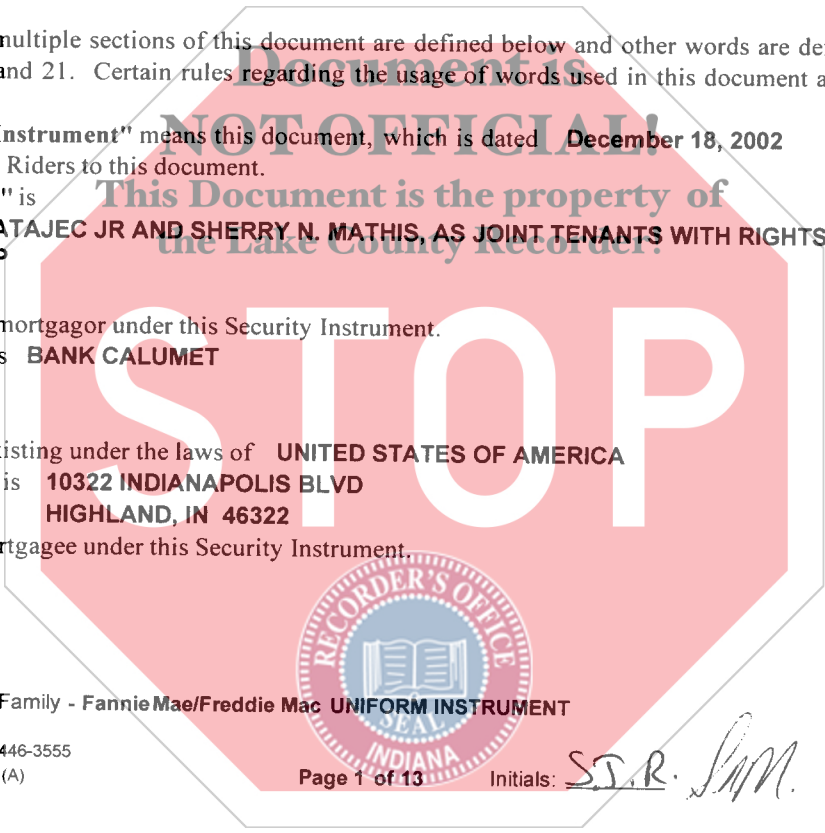 multiple sections of this document are defined below and other words are
and 21. Certain rules regarding the usage of words used in this document
Document is
Instrument" means this document, which is dated December 18, 2002
NOT OFFICIAL!
Riders to this document.
" is
This Document is the property of
ATAJEC JR AND SHERRY N. MATHIS, AS JOINT TENANTS WITH RIGHTS
the Lake County Recorder!
mortgagor under this Security Instrument.
BANK CALUMET
STOP
isting under the laws of UNITED STATES OF AMERICA
is 10322 INDIANAPOLIS BLVD
HIGHLAND, IN 46322
rtgagee under this Security Instrument.
RECORDER'S OFFICE
SEAL
INDIANA
Family - Fannie Mae/Freddie Mac UNIFORM INSTRUMENT
446-3555
(A)
Page 1 of 13 Initials: S.J.R.